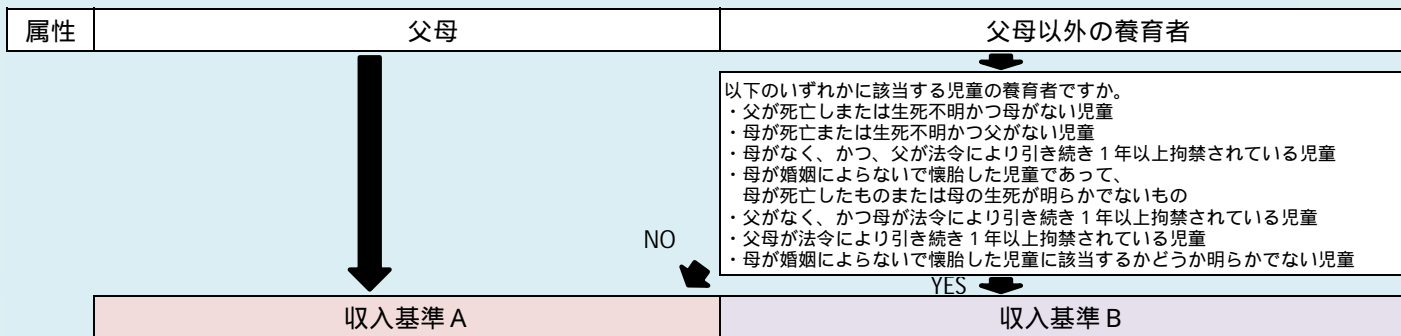 属性 父母 父母以外の養育者
以下のいずれかに該当する児童の養育者ですか。
・父が死亡しまたは生死不明かつ母がない児童
・母が死亡または生死不明かつ父がない児童
・母がなく、かつ、父が法令により引き続き1年以上拘禁されている児童
・母が婚姻によらないで懐胎した児童であって、
母が死亡したものまたは母の生死が明らかでないもの
・父がなく、かつ母が法令により引き続き1年以上拘禁されている児童
・父母が法令により引き続き1年以上拘禁されている児童
・母が婚姻によらないで懐胎した児童に該当するかどうか明らかでない児童
NO
YES
収入基準A 収入基準B